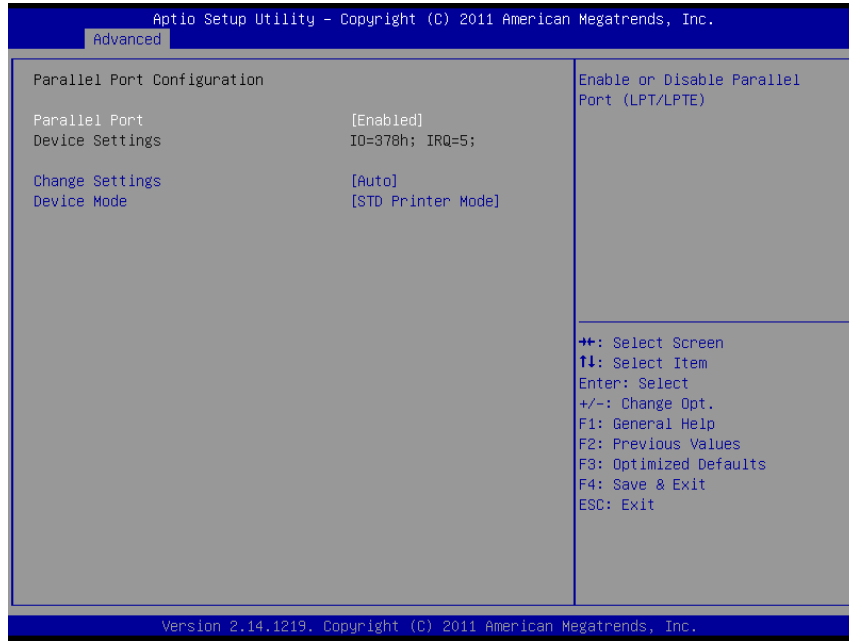 Aptio Setup Utility – Copyright (C) 2011 American Megatrends, Inc.
Advanced
Parallel Port Configuration
Parallel Port [Enabled]
Device Settings IO=378h; IRQ=5;
Change Settings [Auto]
Device Mode [STD Printer Mode]
Enable or Disable Parallel
Port (LPT/LPTE)
→←: Select Screen
↑↓: Select Item
Enter: Select
+/-: Change Opt.
F1: General Help
F2: Previous Values
F3: Optimized Defaults
F4: Save & Exit
ESC: Exit
Version 2.14.1219. Copyright (C) 2011 American Megatrends, Inc.